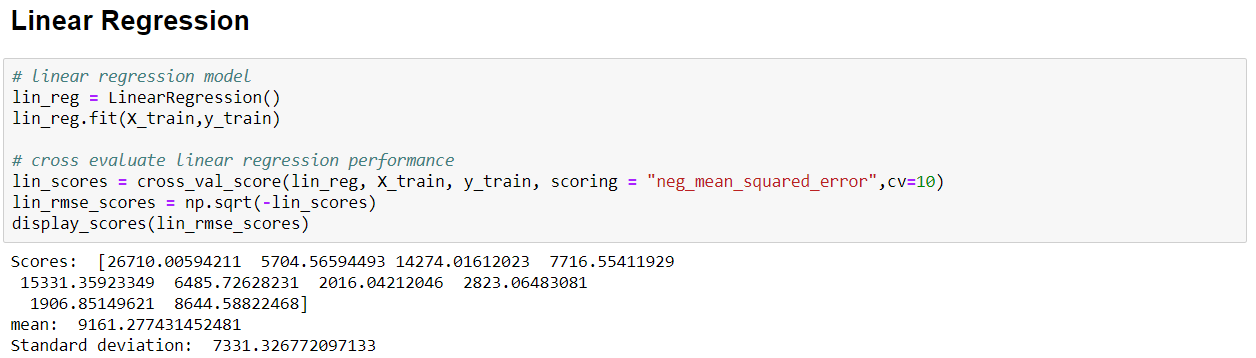 Linear Regression
# linear regression model
lin_reg = LinearRegression()
lin_reg.fit(X_train,y_train)
# cross evaluate linear regression performance
lin_scores = cross_val_score(lin_reg, X_train, y_train, scoring = "neg_mean_squared_error",cv=10)
lin_rmse_scores = np.sqrt(-lin_scores)
display_scores(lin_rmse_scores)
Scores:  [26710.00594211  5704.56594493 14274.01612023  7716.55411929
 15331.35923349  6485.72628231  2016.04212046  2823.06483081
  1906.85149621  8644.58822468]
mean:  9161.277431452481
Standard deviation:  7331.326772097133